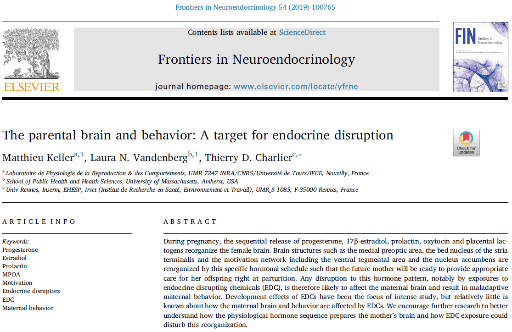 Frontiers in Neuroendocrinology 54 (2019) 100765
Contents lists available at ScienceDirect
Frontiers in Neuroendocrinology
journal homepage: www.elsevier.com/locate/yfrne
ELSEVIER
FIN
The parental brain and behavior: A target for endocrine disruption
Check for
updates
Matthieu Kellera,1, Laura N. Vandenbergb,1, Thierry D. Charlierc,*
a Laboratoire de Physiologie de la Reproduction & des Comportements, UMR 7247 INRA/CNRS/Université de Tours/IFCE, Nouzilly, France
b School of Public Health and Health Sciences, University of Massachusetts, Amherst, USA
c Univ Rennes, Inserm, EHESP, Irset (Institut de Recherche en Santé, Environnement et Travail), UMR_S 1085, F-35000 Rennes, France
ARTICLE INFO
Keywords:
Progesterone
Estradiol
Prolactin
MPOA
Motivation
Endocrine disruptors
EDC
Maternal behavior
ABSTRACT
During pregnancy, the sequential release of progesterone, 17β-estradiol, prolactin, oxytocin and placental lac-
togens reorganize the female brain. Brain structures such as the medial preoptic area, the bed nucleus of the stria
terminalis and the motivation network including the ventral tegmental area and the nucleus accumbens are
reorganized by this specific hormonal schedule such that the future mother will be ready to provide appropriate
care for her offspring right at parturition. Any disruption to this hormone pattern, notably by exposures to
endocrine disrupting chemicals (EDC), is therefore likely to affect the maternal brain and result in maladaptive
maternal behavior. Development effects of EDCs have been the focus of intense study, but relatively little is
known about how the maternal brain and behavior are affected by EDCs. We encourage further research to better
understand how the physiological hormone sequence prepares the mother's brain and how EDC exposure could
disturb this reorganization.